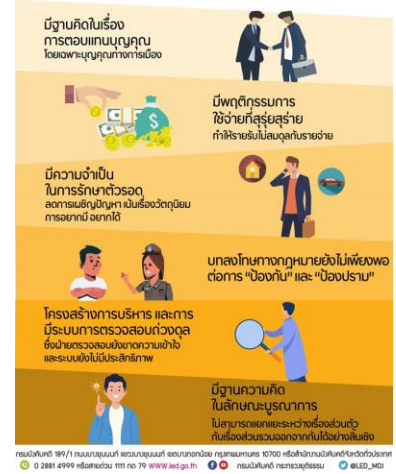 มีฐานคิดในเรื่อง
การตอบแทนบุญคุณ
โดยเฉพาะบุญคุณทางการเมือง
มีพฤติกรรมการ
ใช้จ่ายที่สุรุ่ยสุร่าย
ทำให้รายรับไม่สมดุลกับรายจ่าย
มีความจำเป็น
ในการรักษาตัวรอด
ลดการเผชิญปัญหา เน้นเรื่องวัตถุนิยม
การอยากมี อยากได้
บทลงโทษทางกฎหมายยังไม่เพียงพอ
ต่อการ “ป้องกัน” และ “ป้องปราม”
โครงสร้างการบริหาร และการ
มีระบบการตรวจสอบถ่วงดุล
ซึ่งฝ่ายตรวจสอบยังขาดความเข้าใจ
และระบบยังไม่มีประสิทธิภาพ
มีฐานความคิด
ในลักษณะบูรณาการ
ไม่สามารถแยกแยะระหว่างเรื่องส่วนตัว
กับเรื่องส่วนรวมออกจากกันได้อย่างสิ้นเชิง
กรมบังคับคดี 189/1 ถนนบางขุนนนท์ แขวงบางขุนนนท์ เขตบางกอกน้อย กรุงเทพมหานคร 10700 หรือสำนักงานบังคับคดีจังหวัดทั่วประเทศ
0 2881 4999 หรือสายด่วน 1111 กด 79 www.led.go.th กรมบังคับคดี กระทรวงยุติธรรม @LED_MOJ